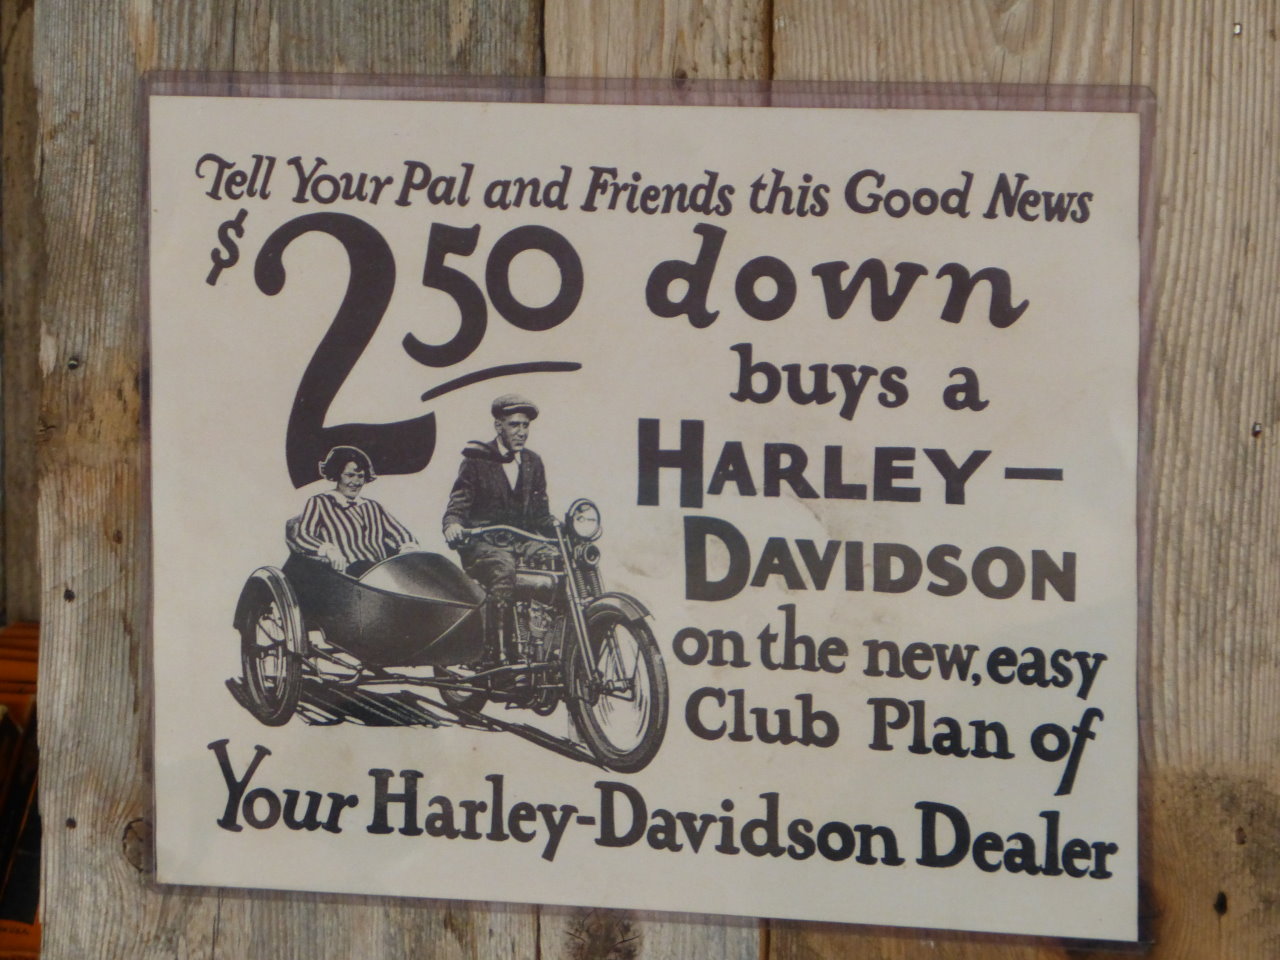 Tell Your Pal and Friends this Good News
$2.50 down
buys a
HARLEY-
DAVIDSON
on the new, easy
Club Plan of
Your Harley-Davidson Dealer